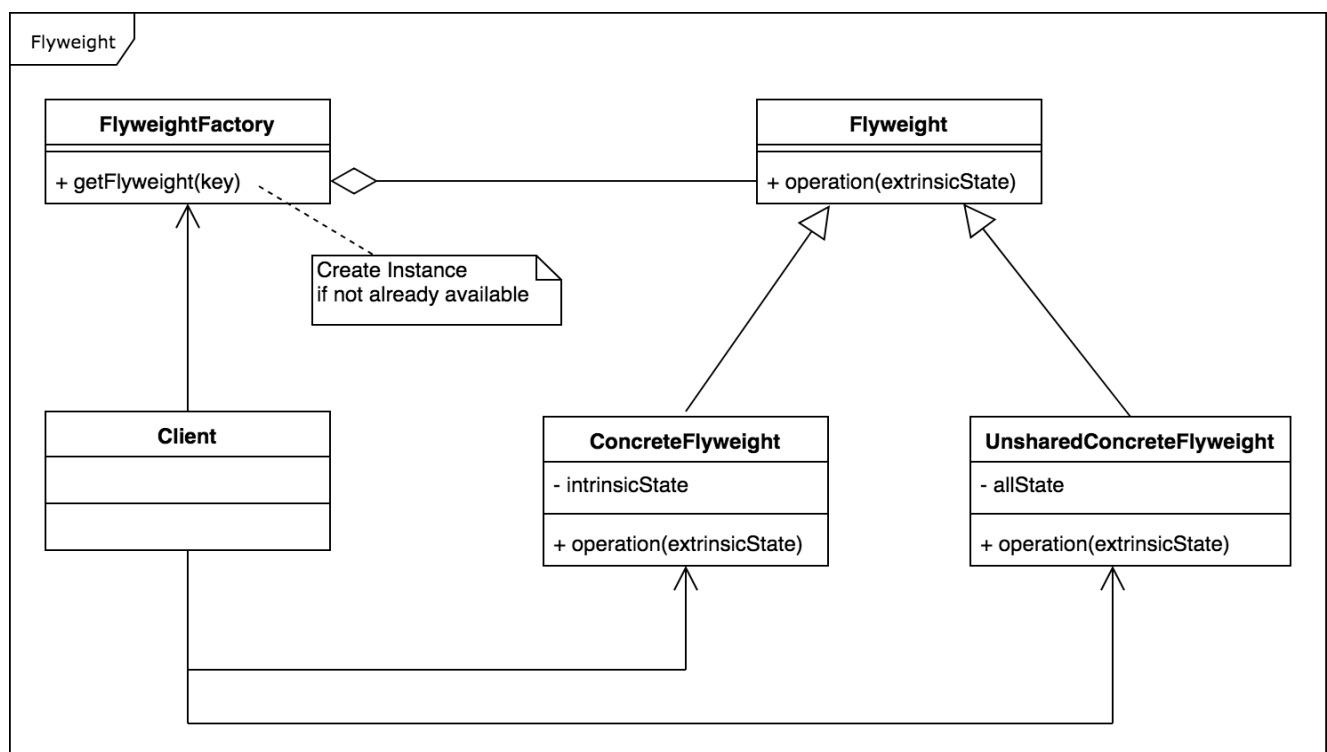 Flyweight
FlyweightFactory
+ getFlyweight(key)
Flyweight
+ operation(extrinsicState)
Create Instance
if not already available
Client
ConcreteFlyweight
- intrinsicState
+ operation(extrinsicState)
UnsharedConcreteFlyweight
- allState
+ operation(extrinsicState)